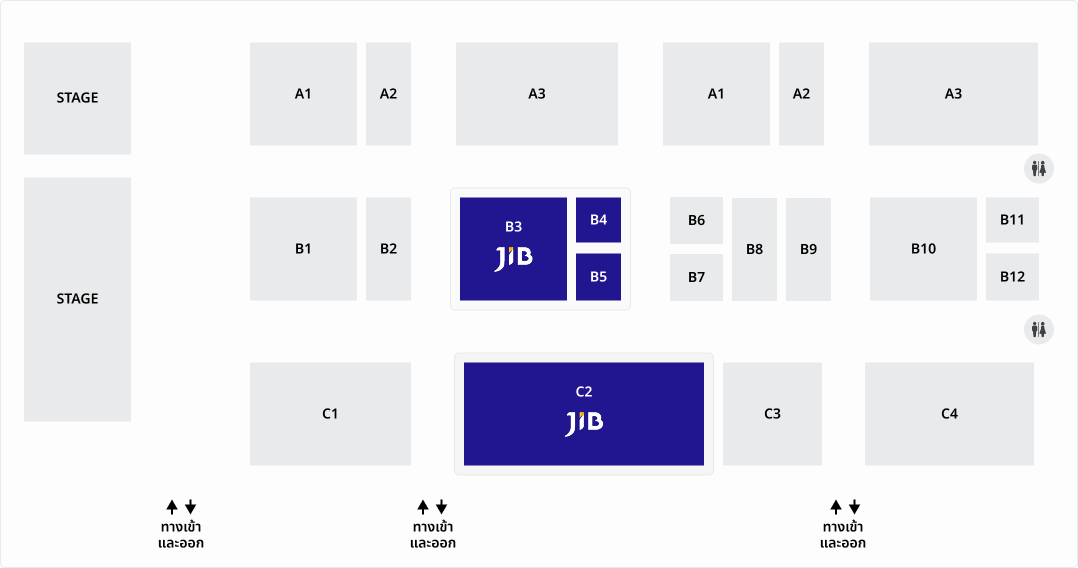 STAGE
A1
A2
A3
A1
A2
A3
STAGE
B1
B2
B3
JIB
B4
B5
B6
B7
B8
B9
B10
B11
B12
C1
C2
JIB
C3
C4
ทางเข้า
และออก
ทางเข้า
และออก
ทางเข้า
และออก